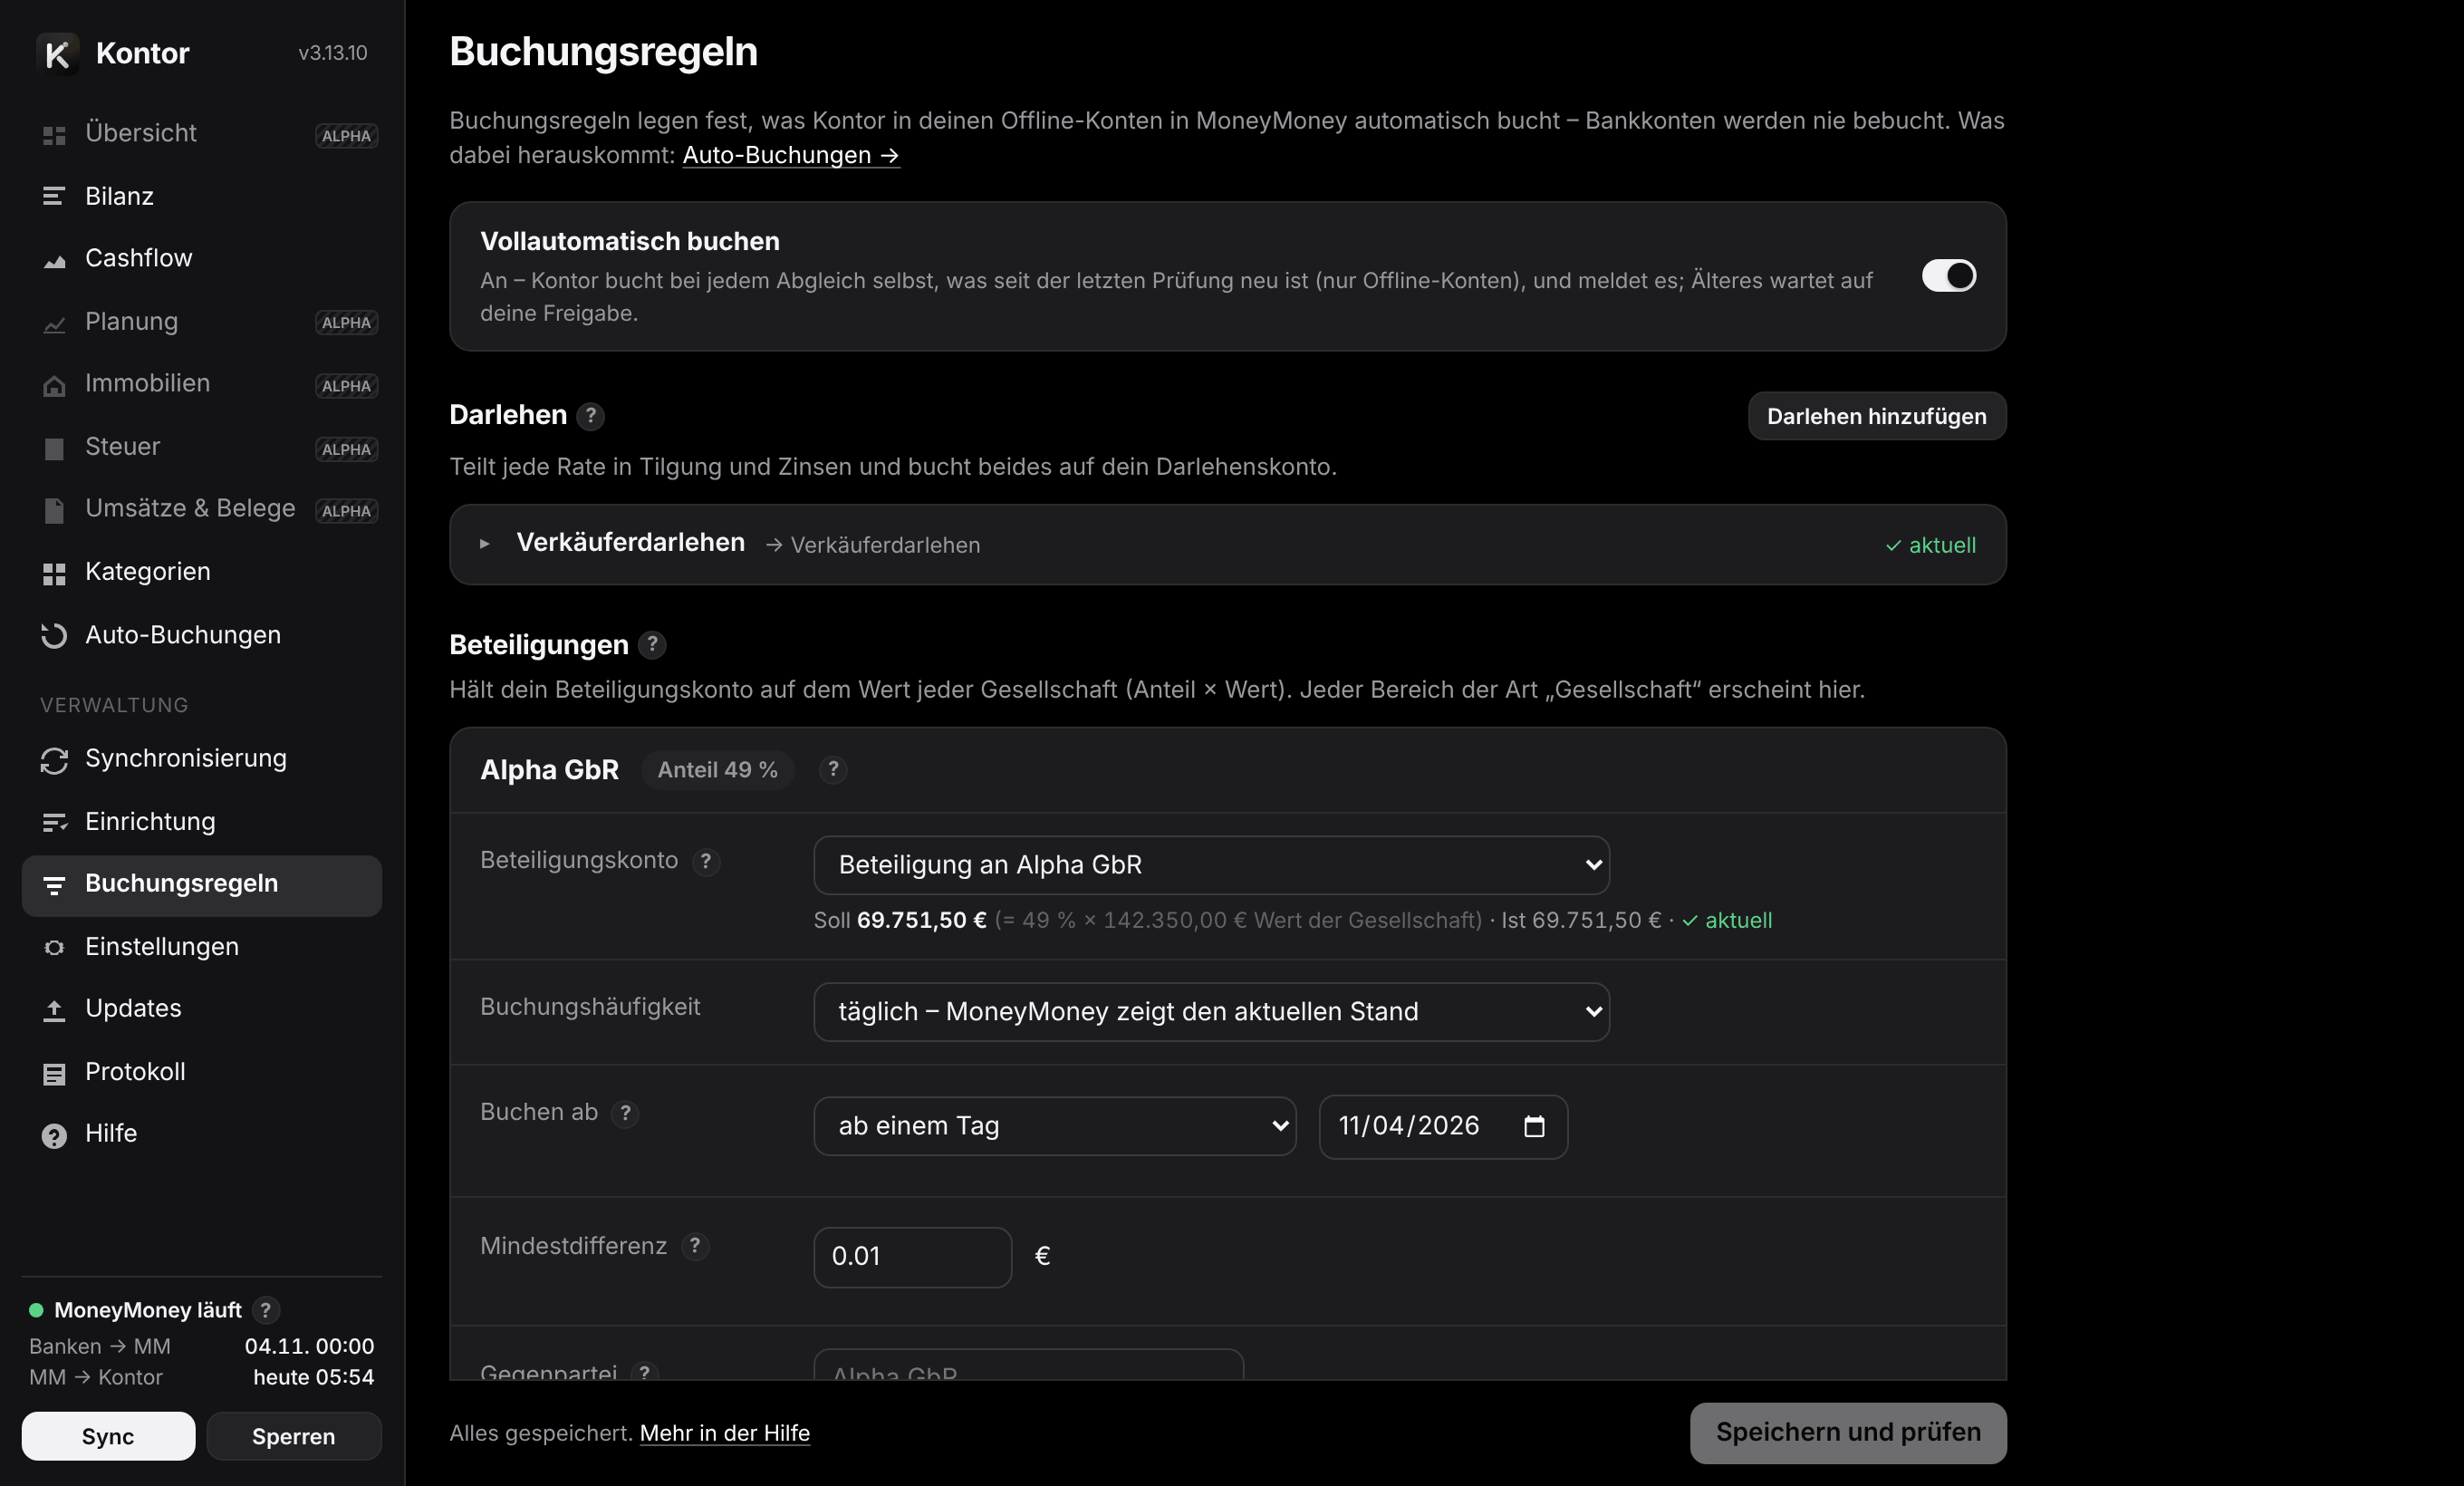 Kontor
v3.13.10
Übersicht ALPHA
Bilanz
Cashflow
Planung ALPHA
Immobilien ALPHA
Steuer ALPHA
Umsätze & Belege ALPHA
Kategorien
Auto-Buchungen
VERWALTUNG
Synchronisierung
Einrichtung
Buchungsregeln
Einstellungen
Updates
Protokoll
? Hilfe
MoneyMoney läuft ?
Banken → MM 04.11. 00:00
MM → Kontor heute 05:54
Sync Sperren
Buchungsregeln
Buchungsregeln legen fest, was Kontor in deinen Offline-Konten in MoneyMoney automatisch bucht – Bankkonten werden nie bebucht. Was
dabei herauskommt: Auto-Buchungen →
Vollautomatisch buchen
An – Kontor bucht bei jedem Abgleich selbst, was seit der letzten Prüfung neu ist (nur Offline-Konten), und meldet es; Älteres wartet auf
deine Freigabe.
Darlehen ? Darlehen hinzufügen
Teilt jede Rate in Tilgung und Zinsen und bucht beides auf dein Darlehenskonto.
▸ Verkäuferdarlehen → Verkäuferdarlehen ✓ aktuell
Beteiligungen ?
Hält dein Beteiligungskonto auf dem Wert jeder Gesellschaft (Anteil × Wert). Jeder Bereich der Art „Gesellschaft“ erscheint hier.
Alpha GbR Anteil 49 % ?
Beteiligungskonto ? Beteiligung an Alpha GbR
Soll 69.751,50 € (= 49 % × 142.350,00 € Wert der Gesellschaft) · Ist 69.751,50 € · ✓ aktuell
Buchungshäufigkeit täglich – MoneyMoney zeigt den aktuellen Stand
Buchen ab ? ab einem Tag 11/04/2026
Mindestdifferenz ? 0.01 €
Gegenpartei ? Alpha GbR
Alles gespeichert. Mehr in der Hilfe Speichern und prüfen